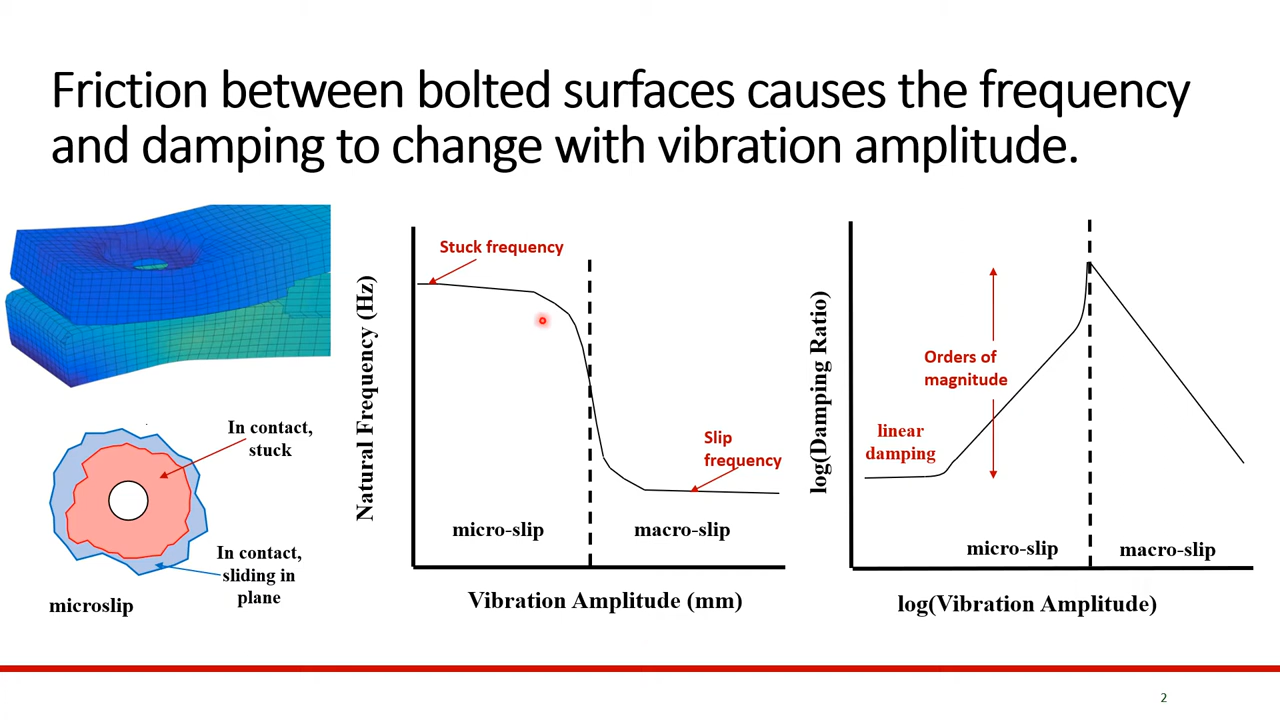 Friction between bolted surfaces causes the frequency
and damping to change with vibration amplitude.
In contact,
stuck
In contact,
sliding in
plane
microslip
Natural Frequency (Hz)
Stuck frequency
Slip
frequency
micro-slip
macro-slip
Vibration Amplitude (mm)
log(Damping Ratio)
Orders of
magnitude
linear
damping
micro-slip
macro-slip
log(Vibration Amplitude)
2